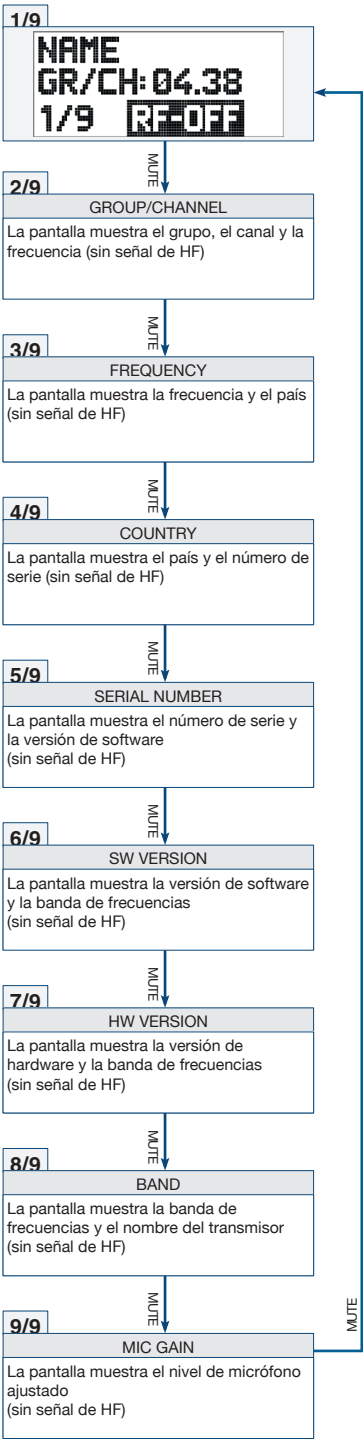 1/9
NAME
GR/CH:04.38
1/9 RF-OFF
MUTE
2/9
GROUP/CHANNEL
La pantalla muestra el grupo, el canal y la
frecuencia (sin señal de HF)
MUTE
3/9
FREQUENCY
La pantalla muestra la frecuencia y el país
(sin señal de HF)
MUTE
4/9
COUNTRY
La pantalla muestra el país y el número de
serie (sin señal de HF)
MUTE
5/9
SERIAL NUMBER
La pantalla muestra el número de serie y
la versión de software
(sin señal de HF)
MUTE
6/9
SW VERSION
La pantalla muestra la versión de software
y la banda de frecuencias
(sin señal de HF)
MUTE
7/9
HW VERSION
La pantalla muestra la versión de
hardware y la banda de frecuencias
(sin señal de HF)
MUTE
8/9
BAND
La pantalla muestra la banda de
frecuencias y el nombre del transmisor
(sin señal de HF)
MUTE
9/9
MIC GAIN
La pantalla muestra el nivel de micrófono
ajustado
(sin señal de HF)
MUTE